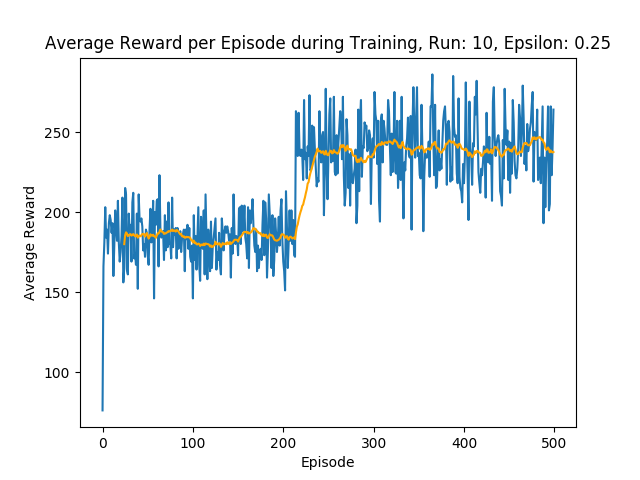 Average Reward per Episode during Training, Run: 10, Epsilon: 0.25
Average Reward
250
200
150
100
0 100 200 300 400 500
Episode